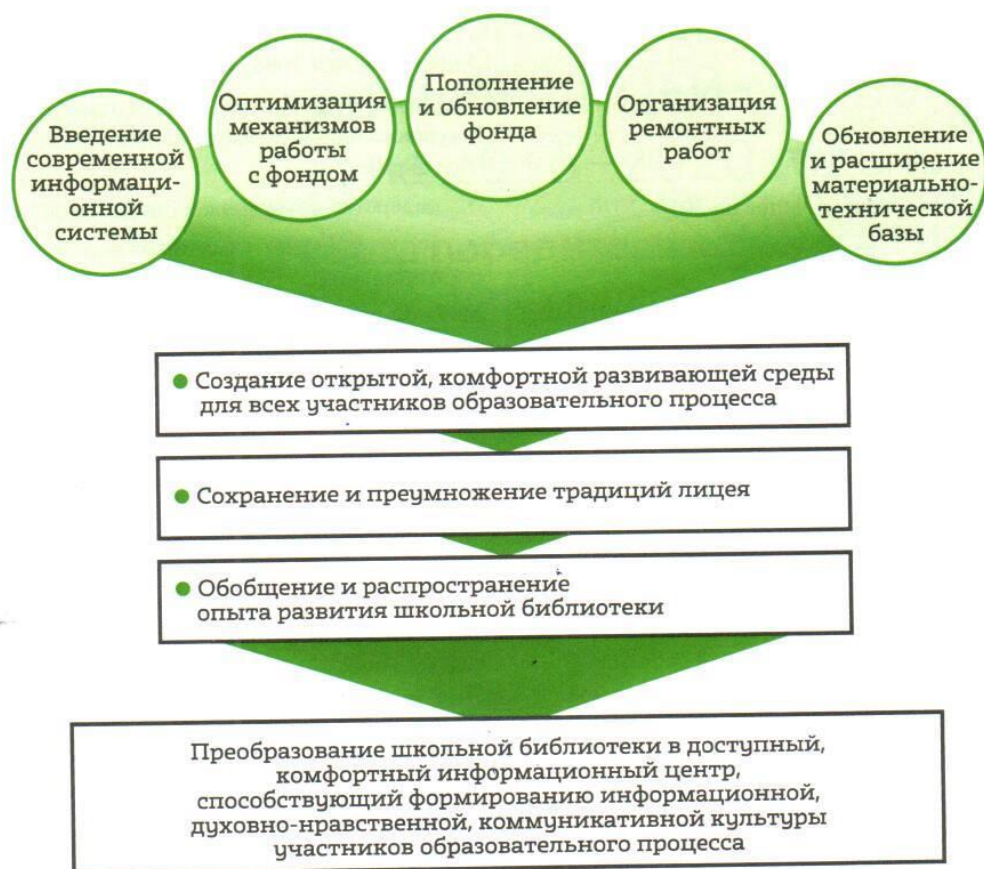 Введение
современной
информаци-
онной
системы
Оптимизация
механизмов
работы
с фондом
Пополнение
и обновление
фонда
Организация
ремонтных
работ
Обновление
и расширение
материально-
технической
базы
● Создание открытой, комфортной развивающей среды
для всех участников образовательного процесса
● Сохранение и преумножение традиций лицея
● Обобщение и распространение
опыта развития школьной библиотеки
Преобразование школьной библиотеки в доступный,
комфортный информационный центр,
способствующий формированию информационной,
духовно-нравственной, коммуникативной культуры
участников образовательного процесса